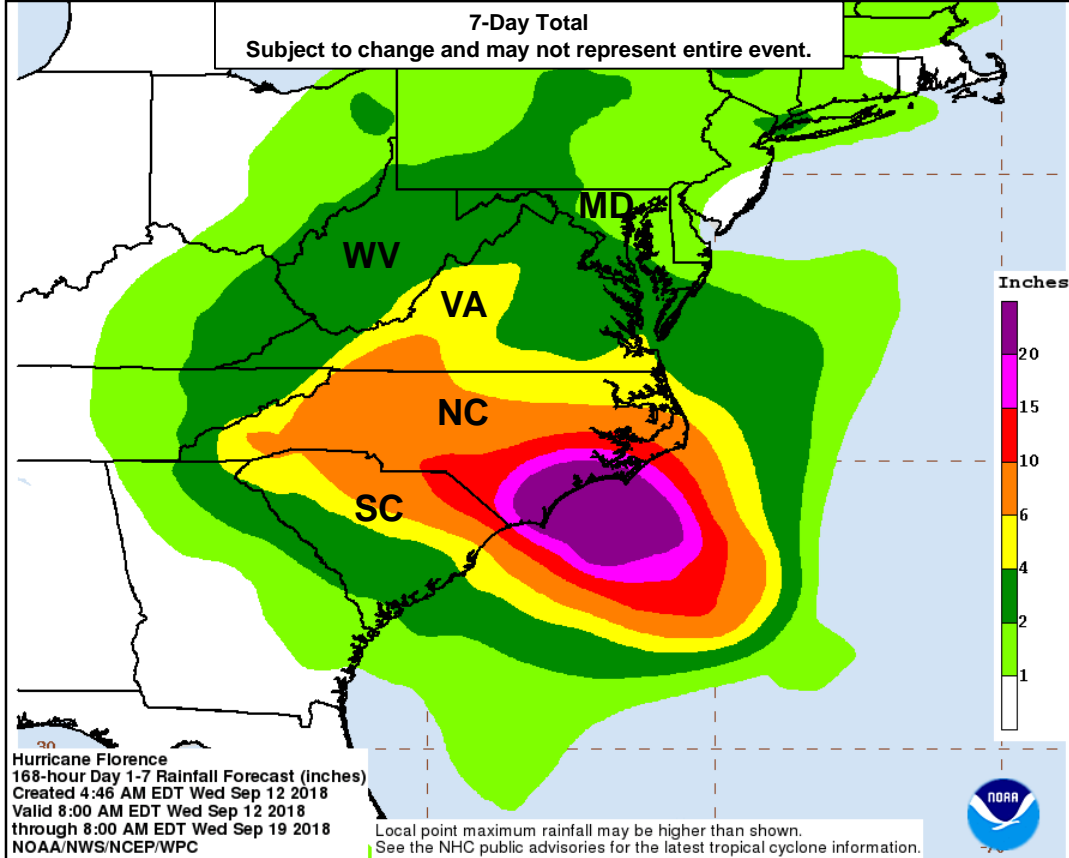 7-Day Total
Subject to change and may not represent entire event.
MD
WV
VA
NC
SC
Inches
20
15
10
6
4
2
1
30
Hurricane Florence
168-hour Day 1-7 Rainfall Forecast (inches)
Created 4:46 AM EDT Wed Sep 12 2018
Valid 8:00 AM EDT Wed Sep 12 2018
through 8:00 AM EDT Wed Sep 19 2018
NOAA/NWS/NCEP/WPC
Local point maximum rainfall may be higher than shown.
See the NHC public advisories for the latest tropical cyclone information.
NOAA